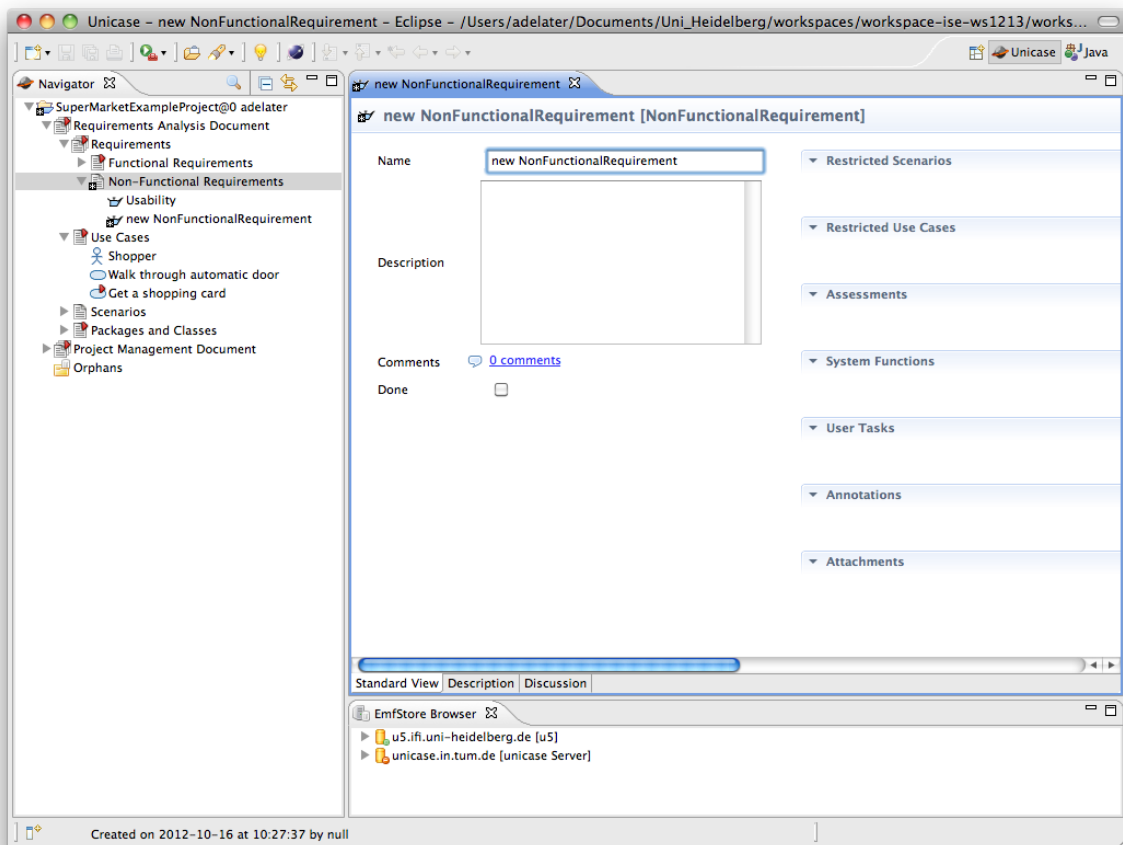 Unicase – new NonFunctionalRequirement – Eclipse – /Users/adelater/Documents/Uni_Heidelberg/workspaces/workspace-ise-ws1213/works...
Unicase
Java
Navigator
SuperMarketExampleProject@0 adelater
Requirements Analysis Document
Requirements
Functional Requirements
Non-Functional Requirements
Usability
new NonFunctionalRequirement
Use Cases
Shopper
Walk through automatic door
Get a shopping card
Scenarios
Packages and Classes
Project Management Document
Orphans
new NonFunctionalRequirement
new NonFunctionalRequirement [NonFunctionalRequirement]
Name
new NonFunctionalRequirement
Description
Comments
0 comments
Done
Restricted Scenarios
Restricted Use Cases
Assessments
System Functions
User Tasks
Annotations
Attachments
Standard View
Description
Discussion
EmfStore Browser
u5.ifi.uni-heidelberg.de [u5]
unicase.in.tum.de [unicase Server]
Created on 2012-10-16 at 10:27:37 by null